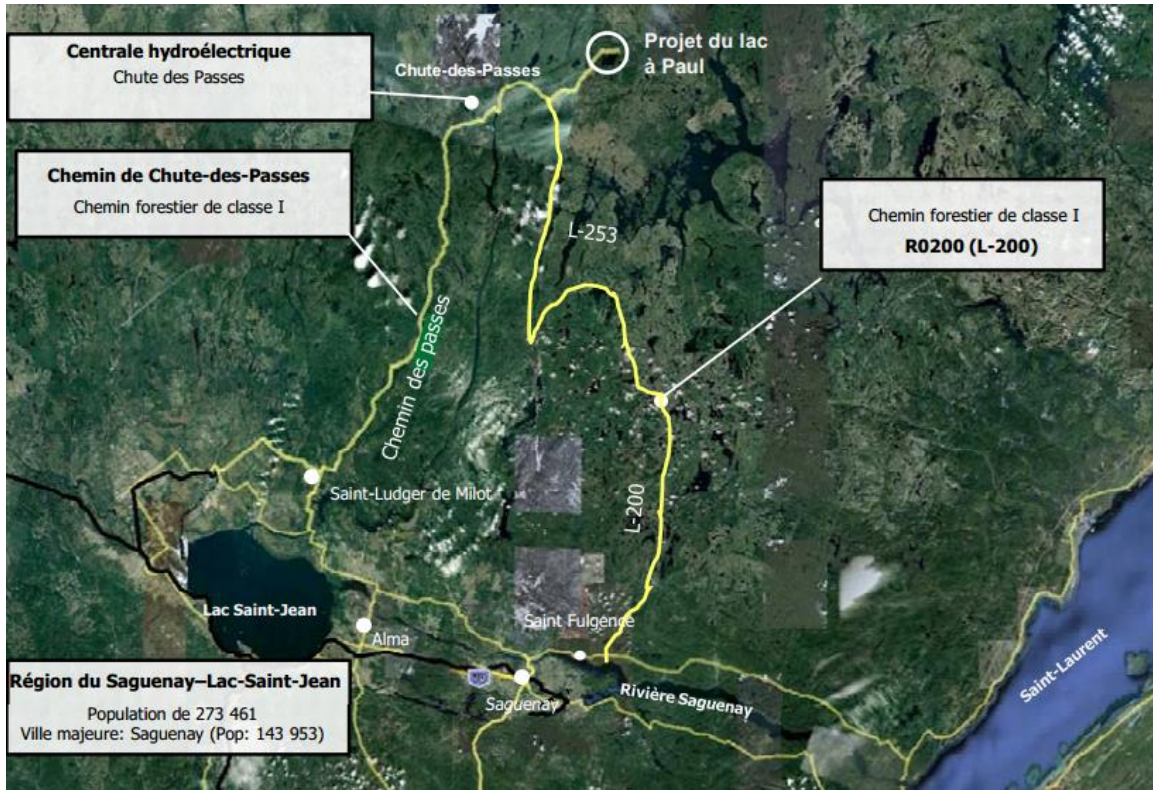 Centrale hydroélectrique
Chute des Passes
Chute-des-Passes
Projet du lac
à Paul
Chemin de Chute-des-Passes
Chemin forestier de classe I
Chemin forestier de classe I
R0200 (L-200)
L-253
Chemin des passes
Saint-Ludger de Milot
L-200
Lac Saint-Jean
Alma
Saint Fulgence
Saguenay
Rivière Saguenay
Saint-Laurent
Région du Saguenay–Lac-Saint-Jean
Population de 273 461
Ville majeure: Saguenay (Pop: 143 953)